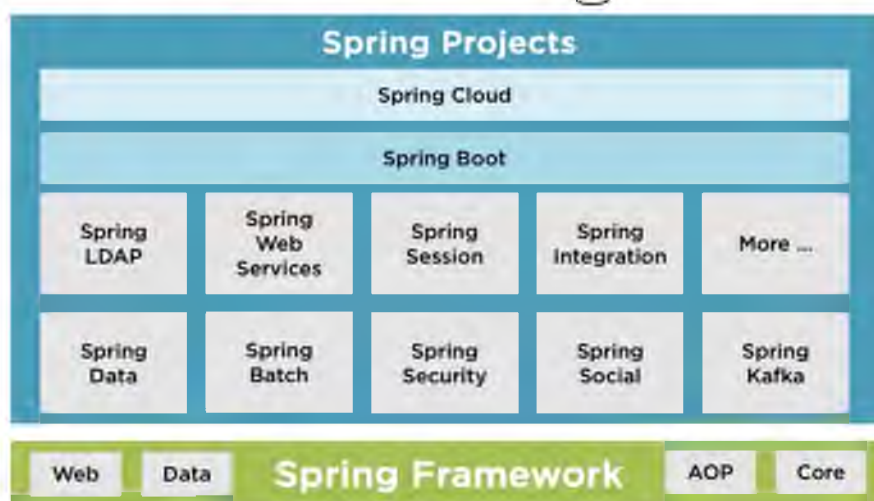 Spring Projects
Spring Cloud
Spring Boot
Spring
LDAP
Spring
Web
Services
Spring
Session
Spring
Integration
More ...
Spring
Data
Spring
Batch
Spring
Security
Spring
Social
Spring
Kafka
Web
Data
Spring Framework
AOP
Core